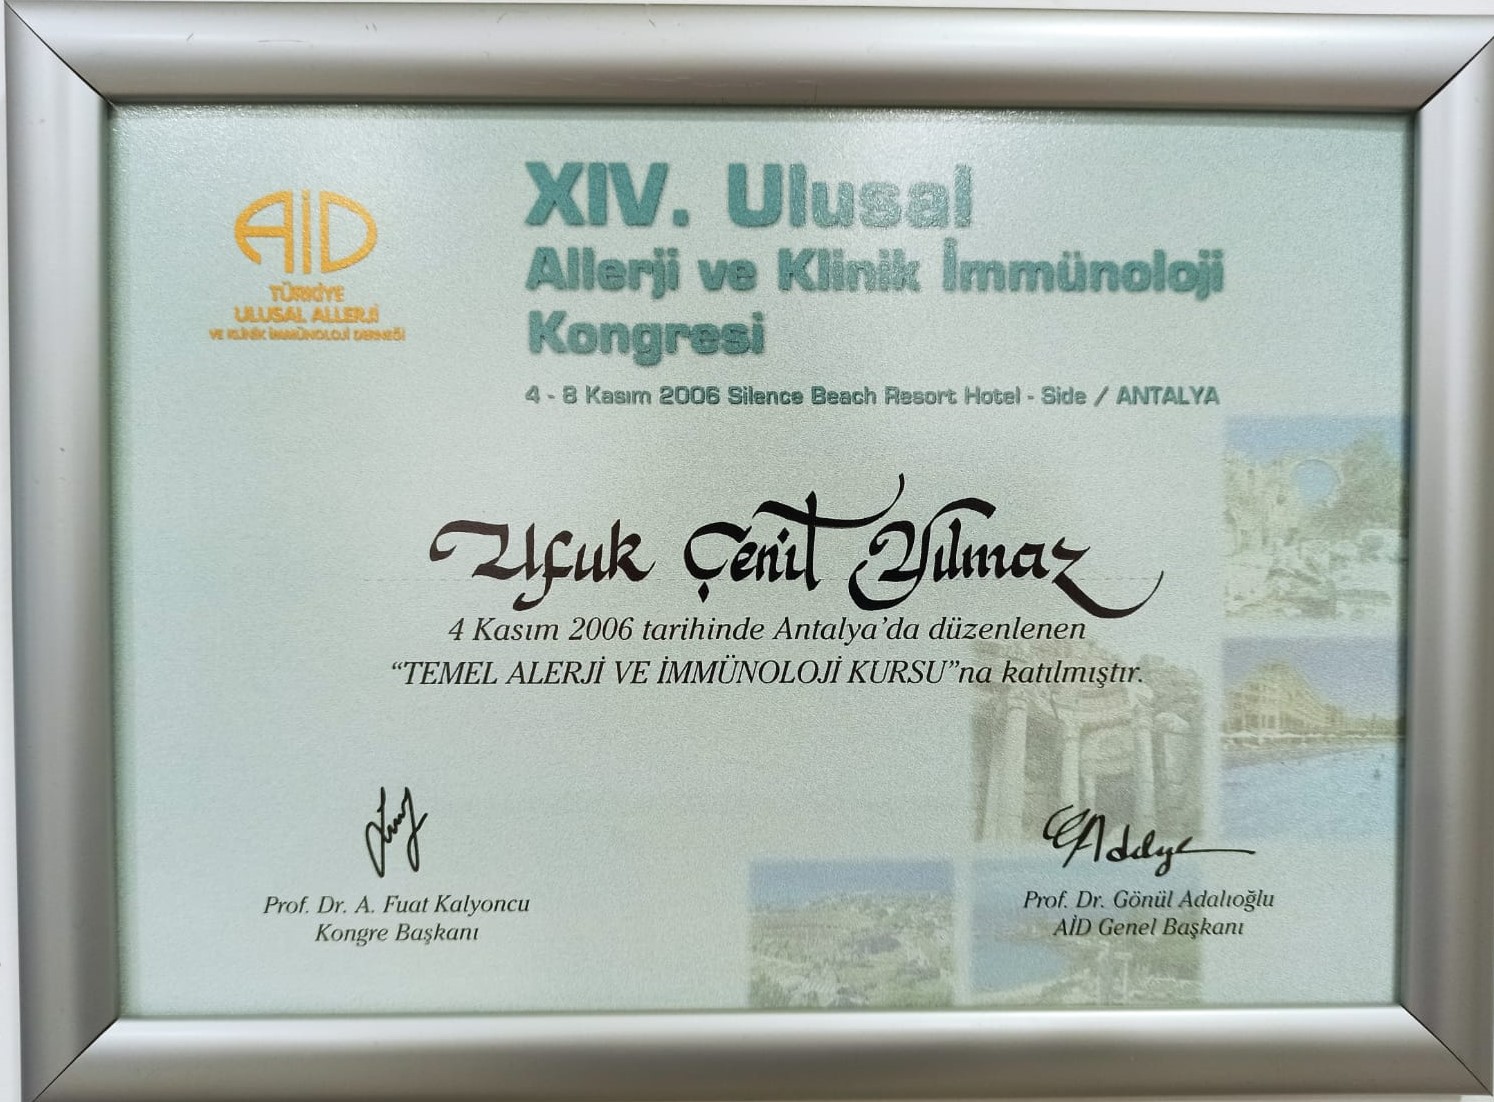 AİD
TÜRKİYE
ULUSAL ALLERJİ
VE KLİNİK İMMÜNOLOJİ DERNEĞİ
XIV. Ulusal
Allerji ve Klinik İmmünoloji
Kongresi
4 - 8 Kasım 2006 Silence Beach Resort Hotel - Side / ANTALYA
Ufuk Çenit Yılmaz
4 Kasım 2006 tarihinde Antalya'da düzenlenen
“TEMEL ALERJİ VE İMMÜNOLOJİ KURSU”na katılmıştır.
Prof. Dr. A. Fuat Kalyoncu
Kongre Başkanı
Prof. Dr. Gönül Adalıoğlu
AİD Genel Başkanı